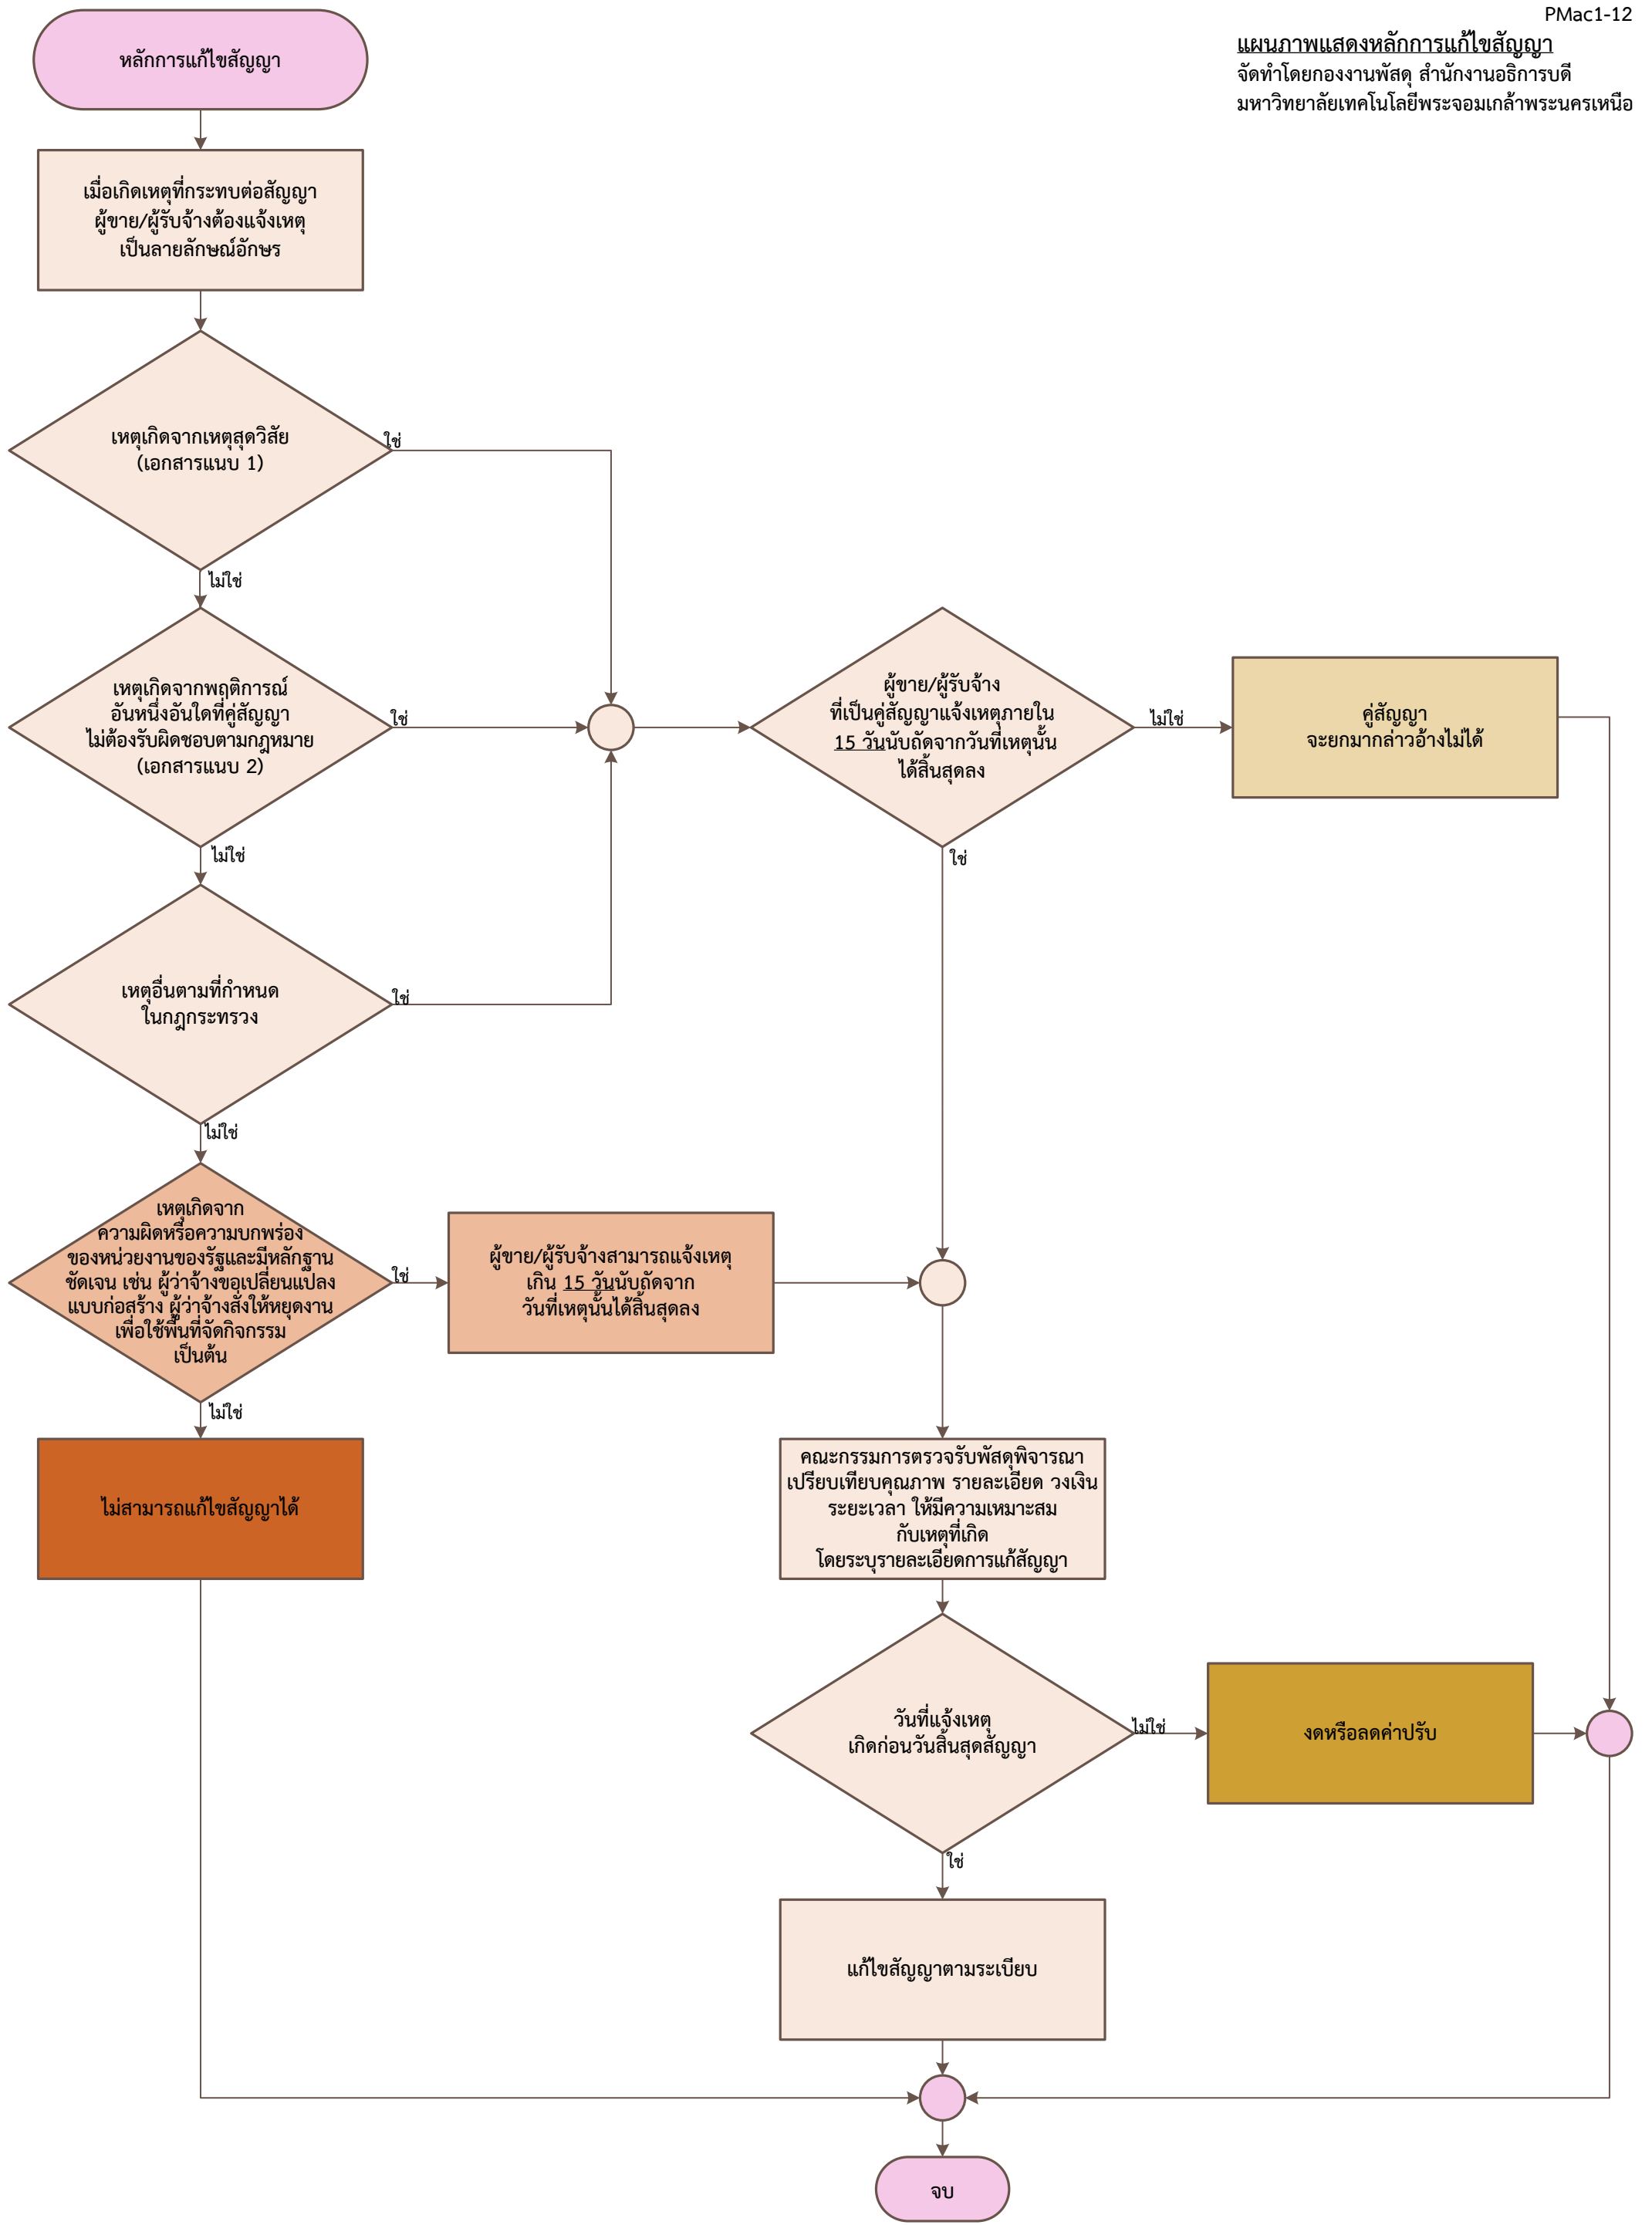 PMac1-12
แผนภาพแสดงหลักการแก้ไขสัญญา
จัดทำโดยกองงานพัสดุ สำนักงานอธิการบดี
มหาวิทยาลัยเทคโนโลยีพระจอมเกล้าพระนครเหนือ
หลักการแก้ไขสัญญา
เมื่อเกิดเหตุที่กระทบต่อสัญญา
ผู้ขาย/ผู้รับจ้างต้องแจ้งเหตุ
เป็นลายลักษณ์อักษร
เหตุเกิดจากเหตุสุดวิสัย
(เอกสารแนบ 1)
ใช่
ไม่ใช่
เหตุเกิดจากพฤติการณ์
อันหนึ่งอันใดที่คู่สัญญา
ไม่ต้องรับผิดชอบตามกฎหมาย
(เอกสารแนบ 2)
ใช่
ไม่ใช่
ผู้ขาย/ผู้รับจ้าง
ที่เป็นคู่สัญญาแจ้งเหตุภายใน
15 วันนับถัดจากวันที่เหตุนั้น
ได้สิ้นสุดลง
ไม่ใช่
ใช่
คู่สัญญา
จะยกมากล่าวอ้างไม่ได้
เหตุอื่นตามที่กำหนด
ในกฎกระทรวง
ใช่
ไม่ใช่
เหตุเกิดจาก
ความผิดหรือความบกพร่อง
ของหน่วยงานของรัฐและมีหลักฐาน
ชัดเจน เช่น ผู้ว่าจ้างขอเปลี่ยนแปลง
แบบก่อสร้าง ผู้ว่าจ้างสั่งให้หยุดงาน
เพื่อใช้พื้นที่จัดกิจกรรม
เป็นต้น
ใช่
ไม่ใช่
ผู้ขาย/ผู้รับจ้างสามารถแจ้งเหตุ
เกิน 15 วันนับถัดจาก
วันที่เหตุนั้นได้สิ้นสุดลง
ไม่สามารถแก้ไขสัญญาได้
คณะกรรมการตรวจรับพัสดุพิจารณา
เปรียบเทียบคุณภาพ รายละเอียด วงเงิน
ระยะเวลา ให้มีความเหมาะสม
กับเหตุที่เกิด
โดยระบุรายละเอียดการแก้สัญญา
วันที่แจ้งเหตุ
เกิดก่อนวันสิ้นสุดสัญญา
ไม่ใช่
ใช่
งดหรือลดค่าปรับ
แก้ไขสัญญาตามระเบียบ
จบ